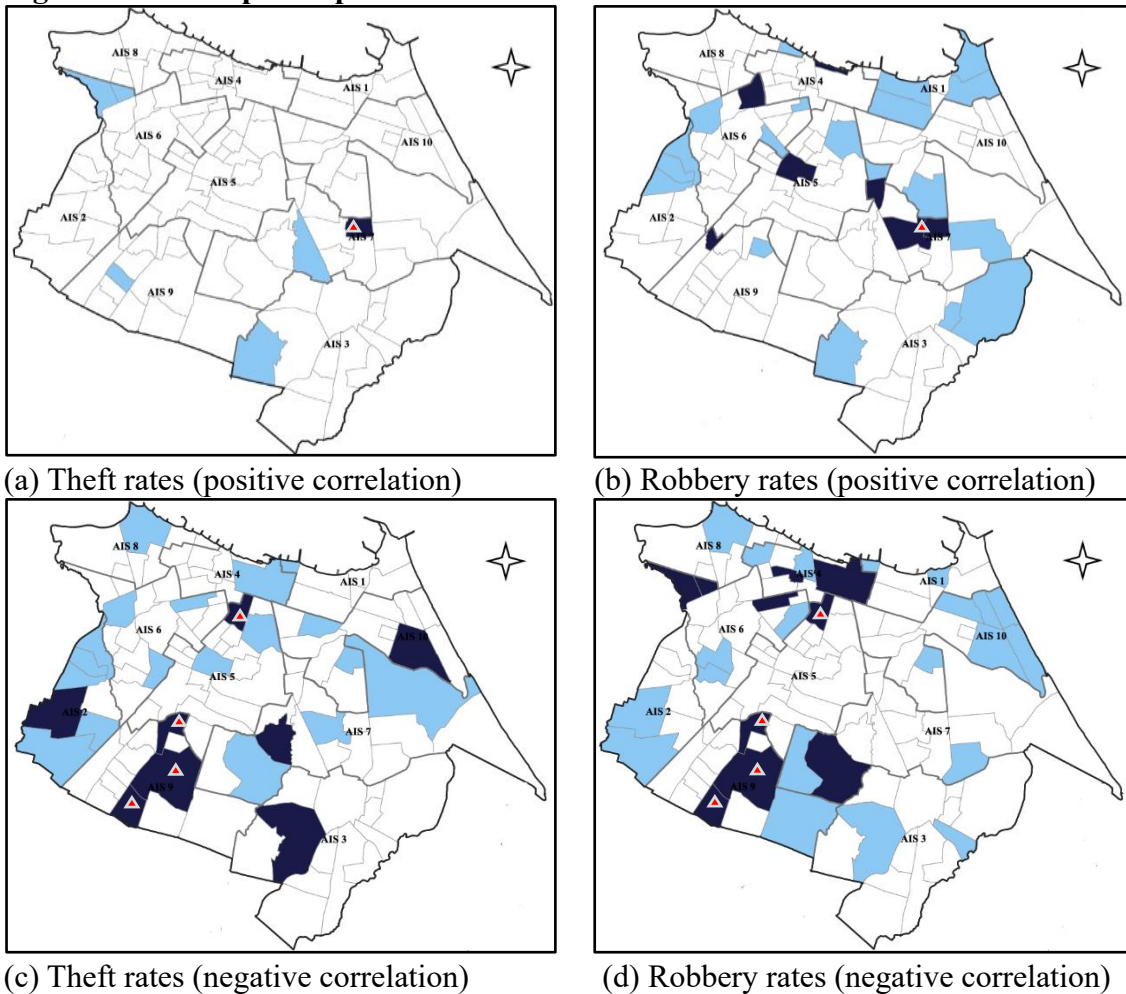 AIS 8
AIS 4
AIS 1
AIS 6
AIS 10
AIS 5
AIS 2
AIS 7
AIS 9
AIS 3
AIS 8
AIS 4
AIS 1
AIS 6
AIS 10
AIS 5
AIS 2
AIS 7
AIS 9
AIS 3
(a) Theft rates (positive correlation)
(b) Robbery rates (positive correlation)
AIS 8
AIS 4
AIS 1
AIS 6
AIS 10
AIS 5
AIS 2
AIS 7
AIS 9
AIS 3
AIS 8
AIS 4
AIS 1
AIS 6
AIS 10
AIS 5
AIS 2
AIS 7
AIS 9
AIS 3
(c) Theft rates (negative correlation)
(d) Robbery rates (negative correlation)